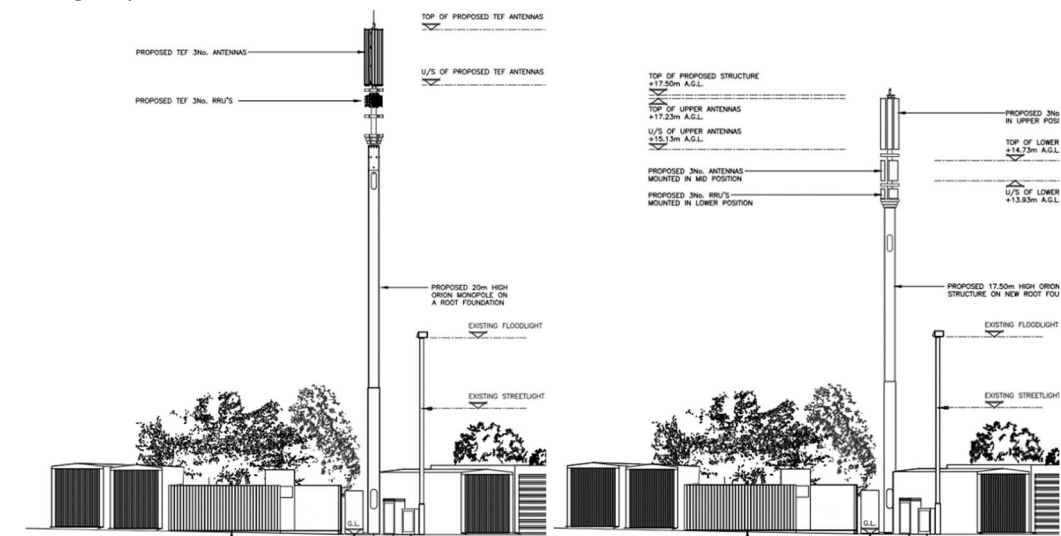 TOP OF PROPOSED TEF ANTENNAS
PROPOSED TEF 3No. ANTENNAS
U/S OF PROPOSED TEF ANTENNAS
PROPOSED TEF 3No. RRU'S
PROPOSED 20m HIGH
ORION MONOPOLE ON
A ROOT FOUNDATION
EXISTING FLOODLIGHT
EXISTING STREETLIGHT
G.L.
TOP OF PROPOSED STRUCTURE
+17.50m A.G.L.
TOP OF UPPER ANTENNAS
+17.23m A.G.L.
U/S OF UPPER ANTENNAS
+15.13m A.G.L.
PROPOSED 3No
IN UPPER POSI
TOP OF LOWER
+14.73m A.G.L
PROPOSED 3No. ANTENNAS
MOUNTED IN MID POSITION
PROPOSED 3No. RRU'S
MOUNTED IN LOWER POSITION
U/S OF LOWER
+13.93m A.G.L
PROPOSED 17.50m HIGH ORION
STRUCTURE ON NEW ROOT FOU
EXISTING FLOODLIGHT
EXISTING STREETLIGHT
G.L.